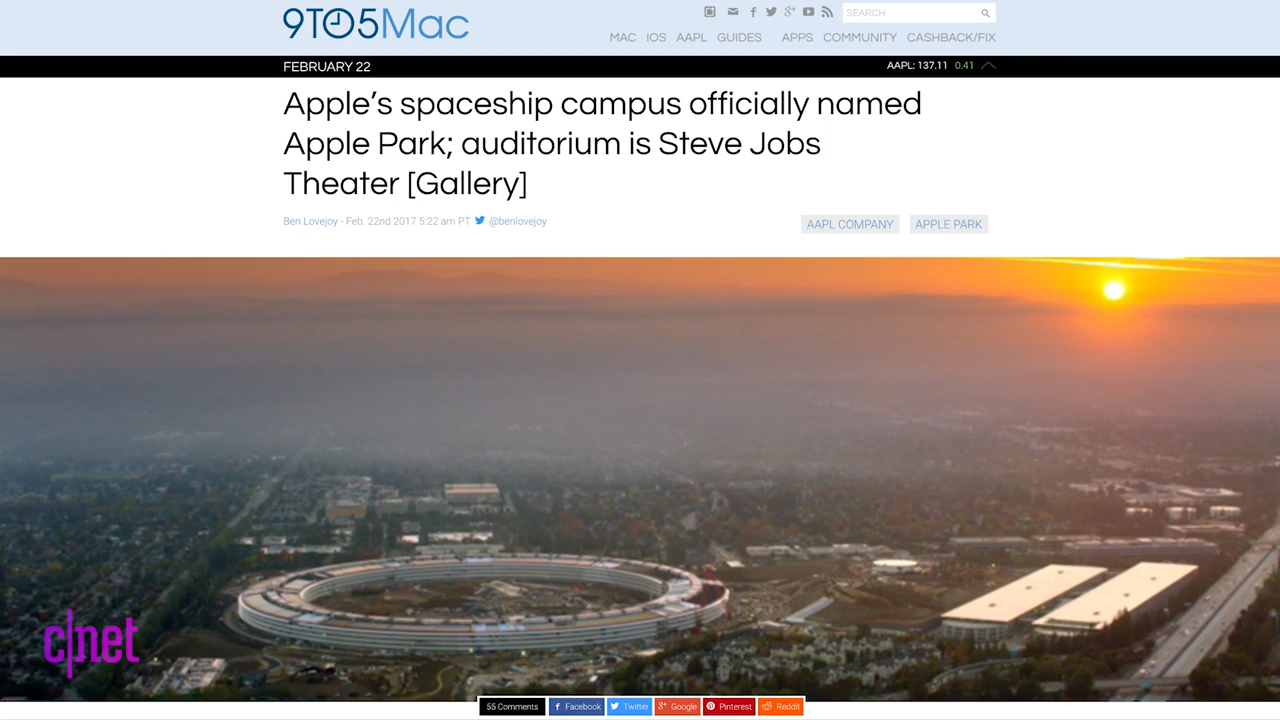 9TO5Mac
SEARCH
MAC IOS AAPL GUIDES APPS COMMUNITY CASHBACK/FIX
FEBRUARY 22
AAPL: 137.11 0.41
Apple’s spaceship campus officially named
Apple Park; auditorium is Steve Jobs
Theater [Gallery]
Ben Lovejoy - Feb. 22nd 2017 5:22 am PT @benlovejoy
AAPL COMPANY APPLE PARK
c|net
55 Comments Facebook Twitter Google Pinterest Reddit